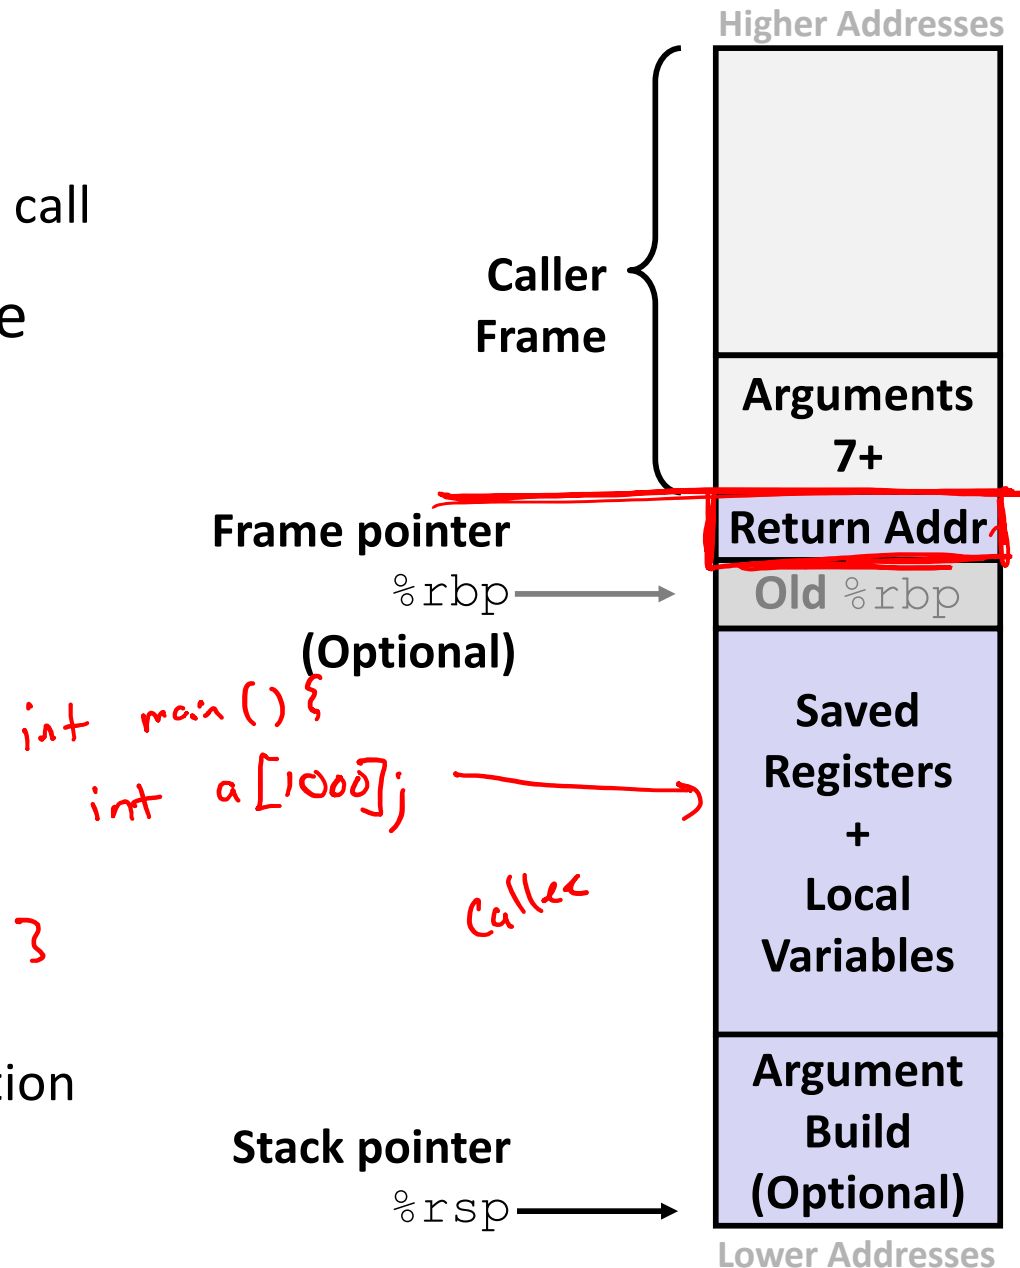 Higher Addresses
call
e
Caller
Frame
Arguments
7+
Frame pointer
Return Addr
%rbp
Old %rbp
(Optional)
int main() {
int a[1000];
}
Saved
Registers
+
Local
Variables
Callee
tion
Argument
Build
(Optional)
Stack pointer
%rsp
Lower Addresses